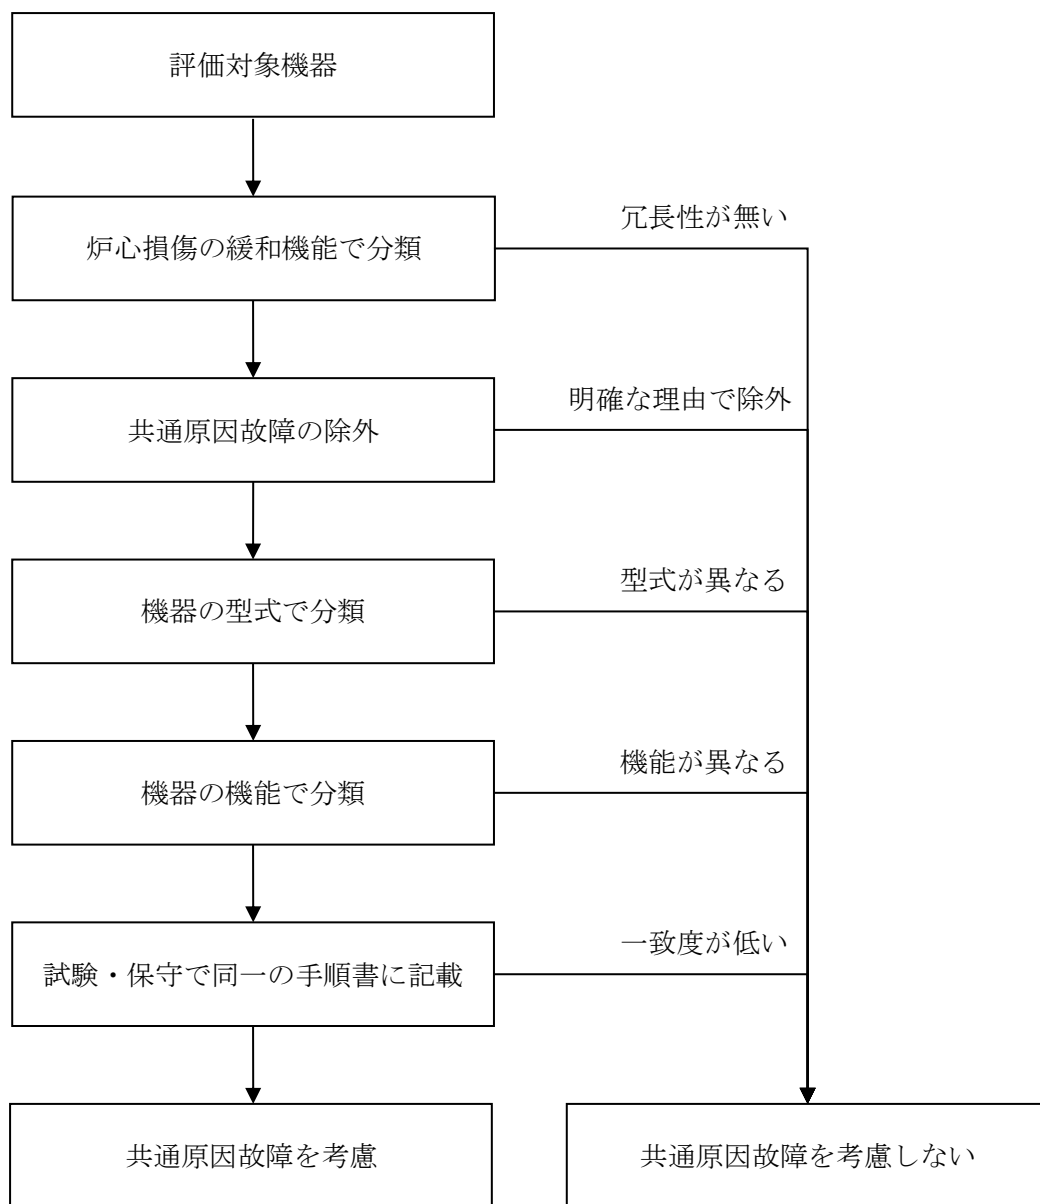 評価対象機器
炉心損傷の緩和機能で分類
冗長性が無い
共通原因故障の除外
明確な理由で除外
機器の型式で分類
型式が異なる
機器の機能で分類
機能が異なる
試験・保守で同一の手順書に記載
一致度が低い
共通原因故障を考慮
共通原因故障を考慮しない